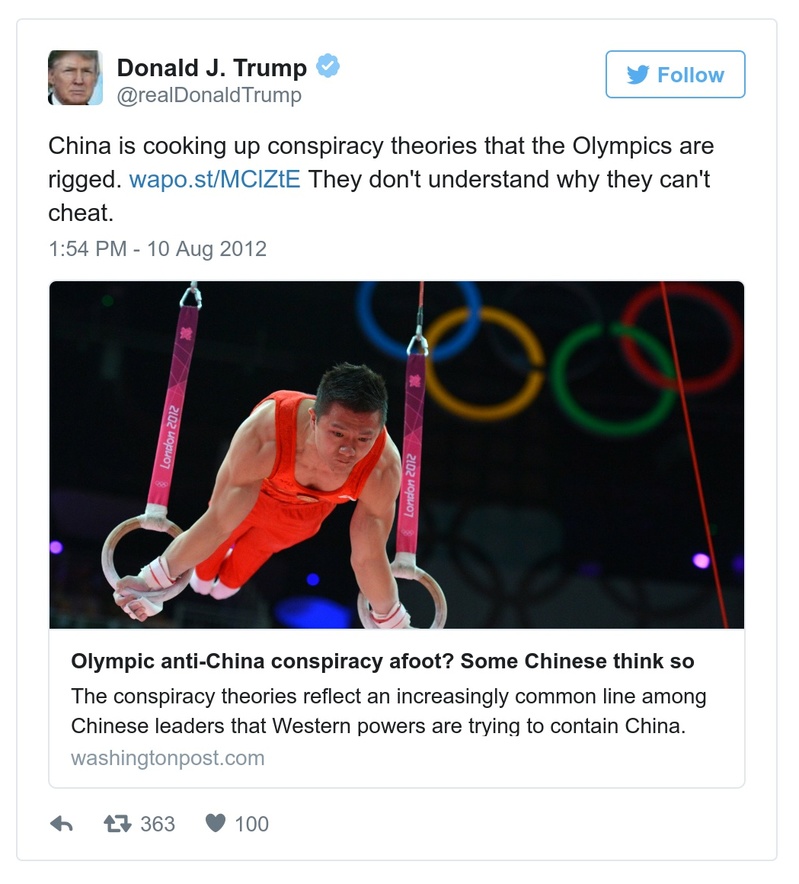 Donald J. Trump
@realDonaldTrump
Follow
China is cooking up conspiracy theories that the Olympics are
rigged. wapo.st/MClZtE They don't understand why they can't
cheat.
1:54 PM - 10 Aug 2012
London 2012
London 2012
Olympic anti-China conspiracy afoot? Some Chinese think so
The conspiracy theories reflect an increasingly common line among
Chinese leaders that Western powers are trying to contain China.
washingtonpost.com
363
100